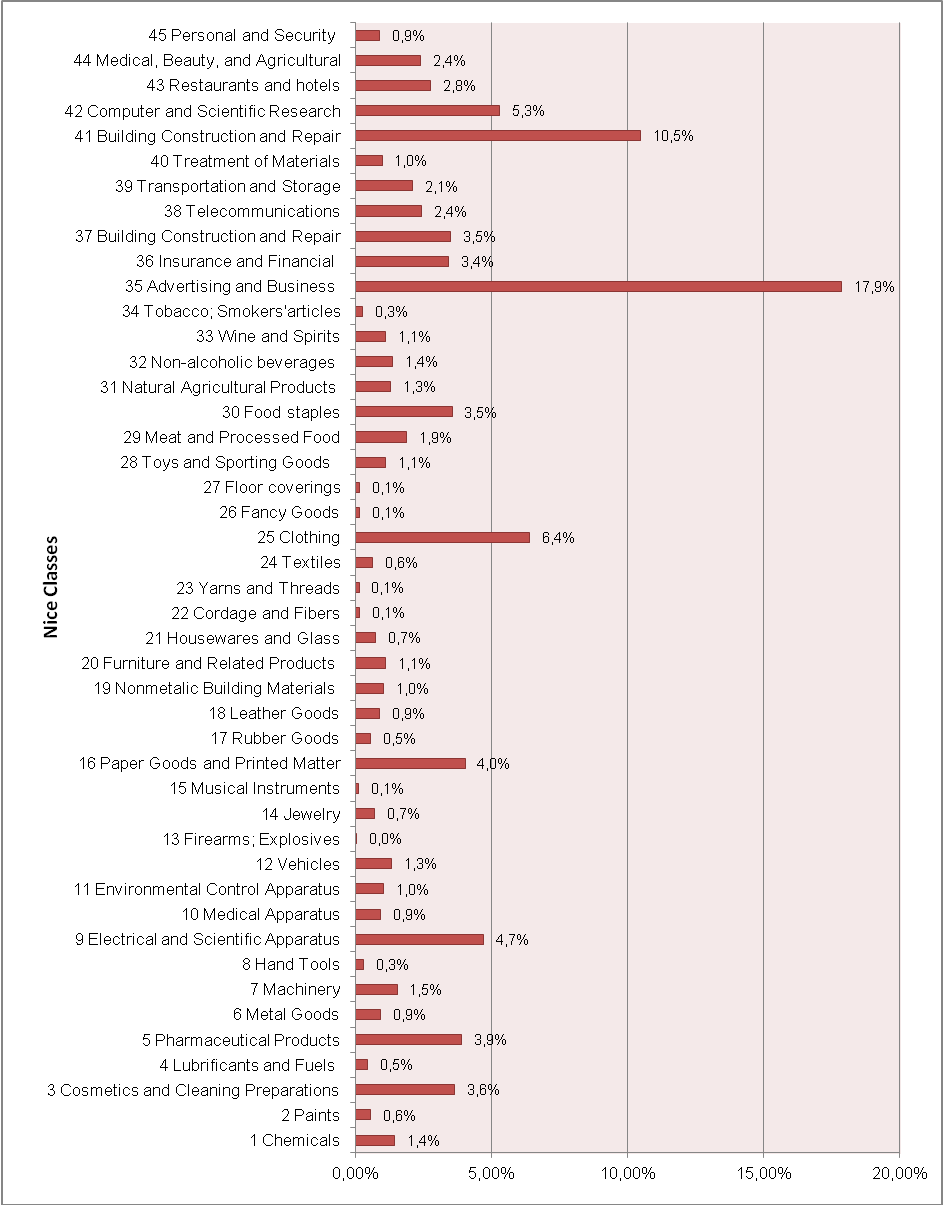 45 Personal and Security 0,9%
44 Medical, Beauty, and Agricultural 2,4%
43 Restaurants and hotels 2,8%
42 Computer and Scientific Research 5,3%
41 Building Construction and Repair 10,5%
40 Treatment of Materials 1,0%
39 Transportation and Storage 2,1%
38 Telecommunications 2,4%
37 Building Construction and Repair 3,5%
36 Insurance and Financial 3,4%
35 Advertising and Business 17,9%
34 Tobacco; Smokers'articles 0,3%
33 Wine and Spirits 1,1%
32 Non-alcoholic beverages 1,4%
31 Natural Agricultural Products 1,3%
30 Food staples 3,5%
29 Meat and Processed Food 1,9%
28 Toys and Sporting Goods 1,1%
27 Floor coverings 0,1%
26 Fancy Goods 0,1%
25 Clothing 6,4%
24 Textiles 0,6%
23 Yarns and Threads 0,1%
22 Cordage and Fibers 0,1%
21 Housewares and Glass 0,7%
20 Furniture and Related Products 1,1%
19 Nonmetalic Building Materials 1,0%
18 Leather Goods 0,9%
17 Rubber Goods 0,5%
16 Paper Goods and Printed Matter 4,0%
15 Musical Instruments 0,1%
14 Jewelry 0,7%
13 Firearms; Explosives 0,0%
12 Vehicles 1,3%
11 Environmental Control Apparatus 1,0%
10 Medical Apparatus 0,9%
9 Electrical and Scientific Apparatus 4,7%
8 Hand Tools 0,3%
7 Machinery 1,5%
6 Metal Goods 0,9%
5 Pharmaceutical Products 3,9%
4 Lubrificants and Fuels 0,5%
3 Cosmetics and Cleaning Preparations 3,6%
2 Paints 0,6%
1 Chemicals 1,4%
0,00% 5,00% 10,00% 15,00% 20,00%
Nice Classes